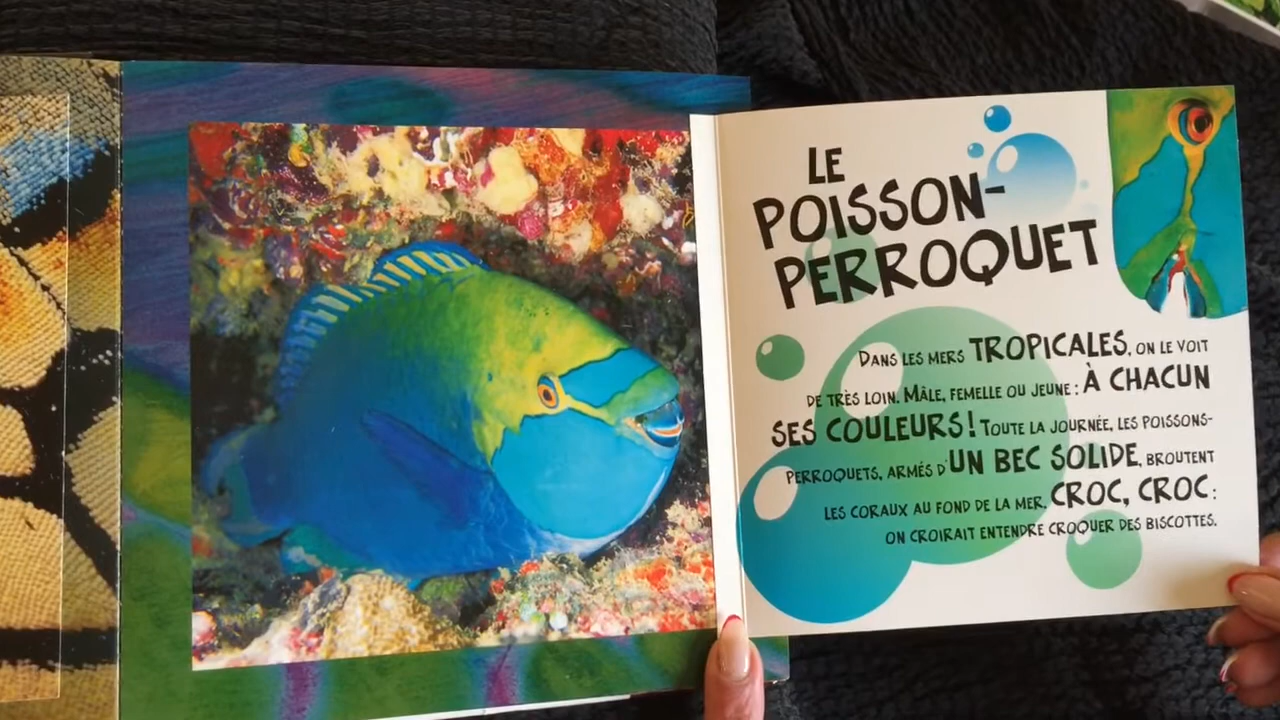 LE
POISSON-
PERROQUET
DANS LES MERS TROPICALES, ON LE VOIT
DE TRÈS LOIN. MÂLE, FEMELLE OU JEUNE : À CHACUN
SES COULEURS ! TOUTE LA JOURNÉE, LES POISSONS-
PERROQUETS, ARMÉS D'UN BEC SOLIDE, BROUTENT
LES CORAUX AU FOND DE LA MER. CROC, CROC :
ON CROIRAIT ENTENDRE CROQUER DES BISCOTTES.